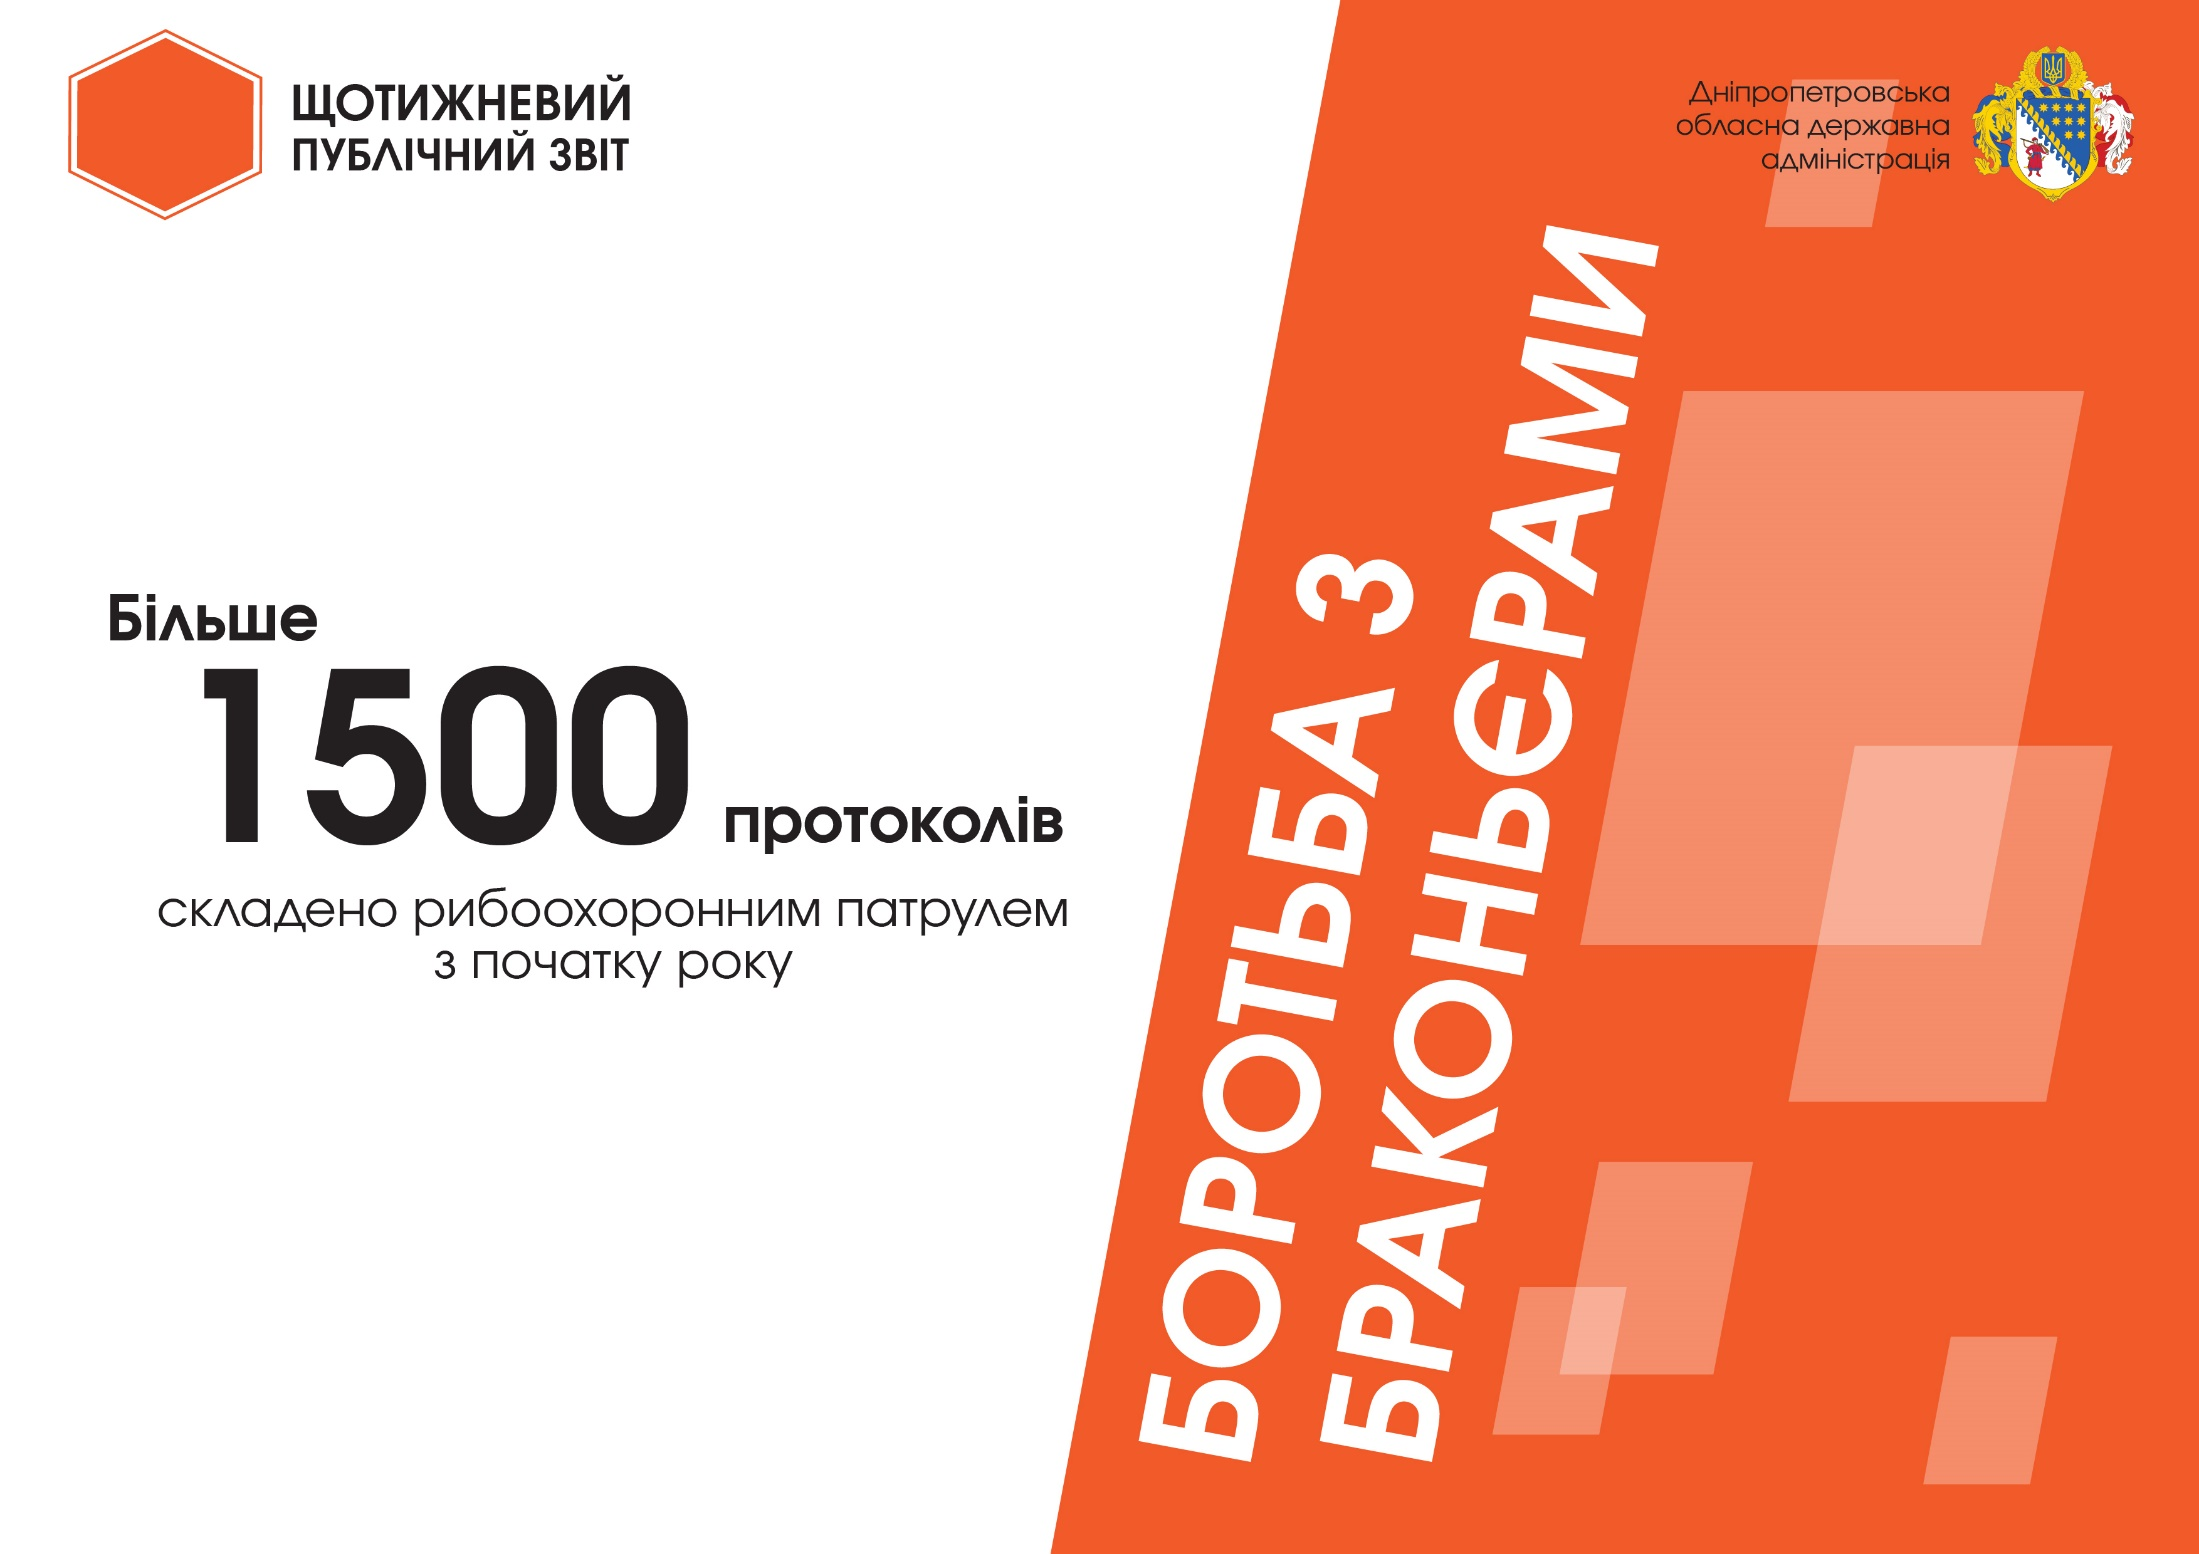 ЩОТИЖНЕВИЙ
ПУБЛІЧНИЙ ЗВІТ
Дніпропетровська
обласна державна
адміністрація
Більше
1500 протоколів
складено рибоохоронним патрулем
з початку року
БОРОТЬБА З
БРАКОНЬЄРАМИ